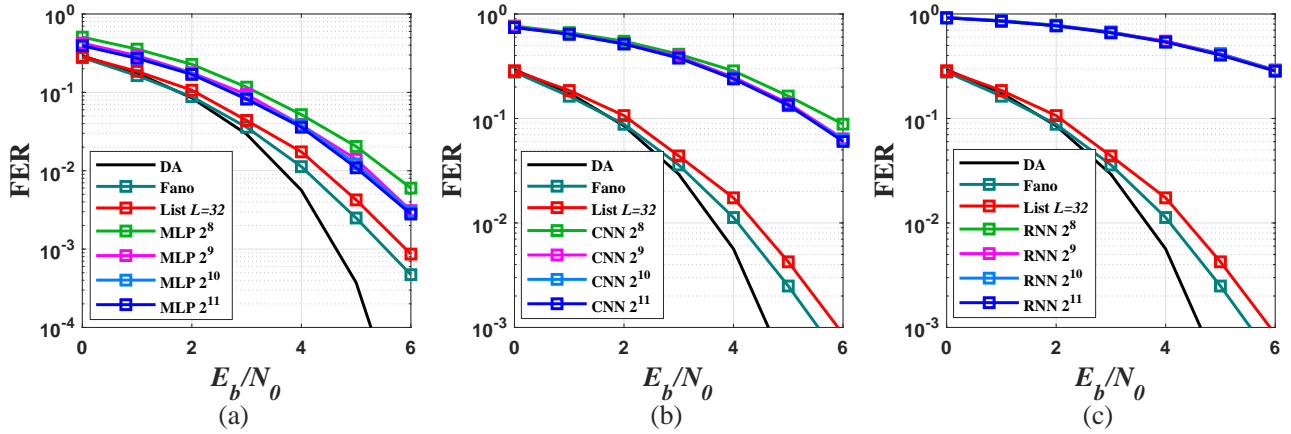 10^0
10^-1
10^-2
10^-3
10^-4
FER
0 2 4 6
E_b/N_0
DA
Fano
List L=32
MLP 2^8
MLP 2^9
MLP 2^10
MLP 2^11
(a)
10^0
10^-1
10^-2
10^-3
FER
0 2 4 6
E_b/N_0
DA
Fano
List L=32
CNN 2^8
CNN 2^9
CNN 2^10
CNN 2^11
(b)
10^0
10^-1
10^-2
10^-3
FER
0 2 4 6
E_b/N_0
DA
Fano
List L=32
RNN 2^8
RNN 2^9
RNN 2^10
RNN 2^11
(c)